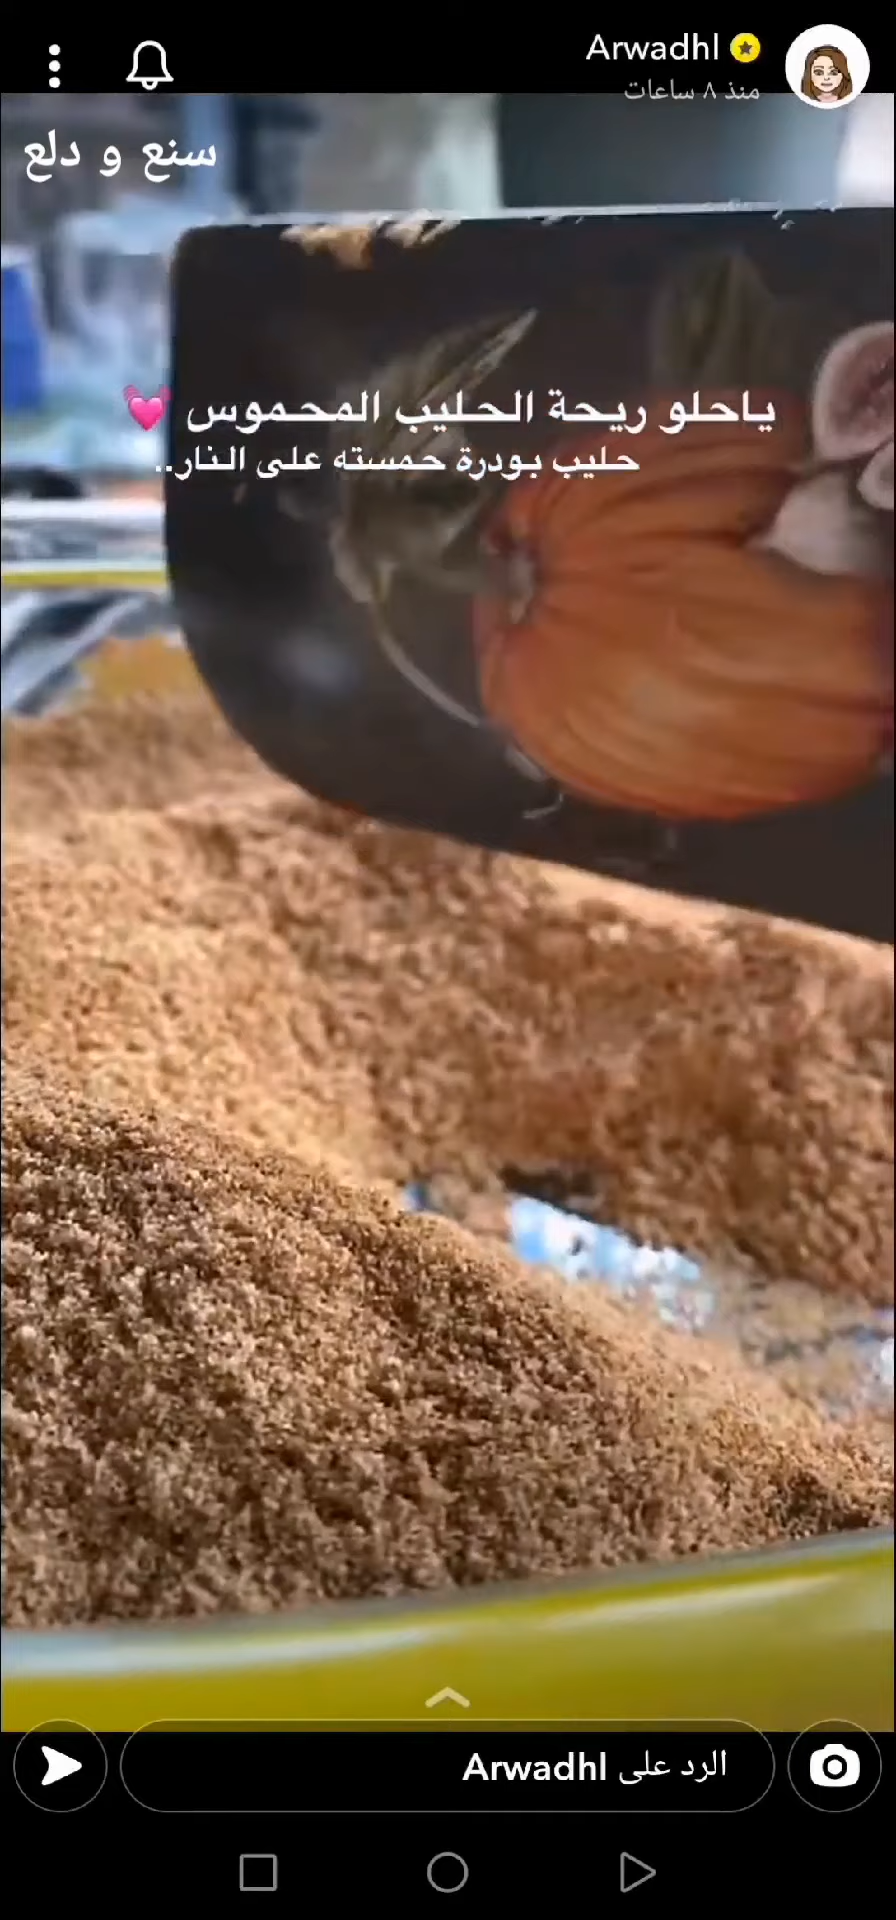 Arwadhl
منذ ٨ ساعات
سنع و دلع
ياحلو ريحة الحليب المحموس 💓
حليب بودرة حمسته على النار..
الرد على Arwadhl